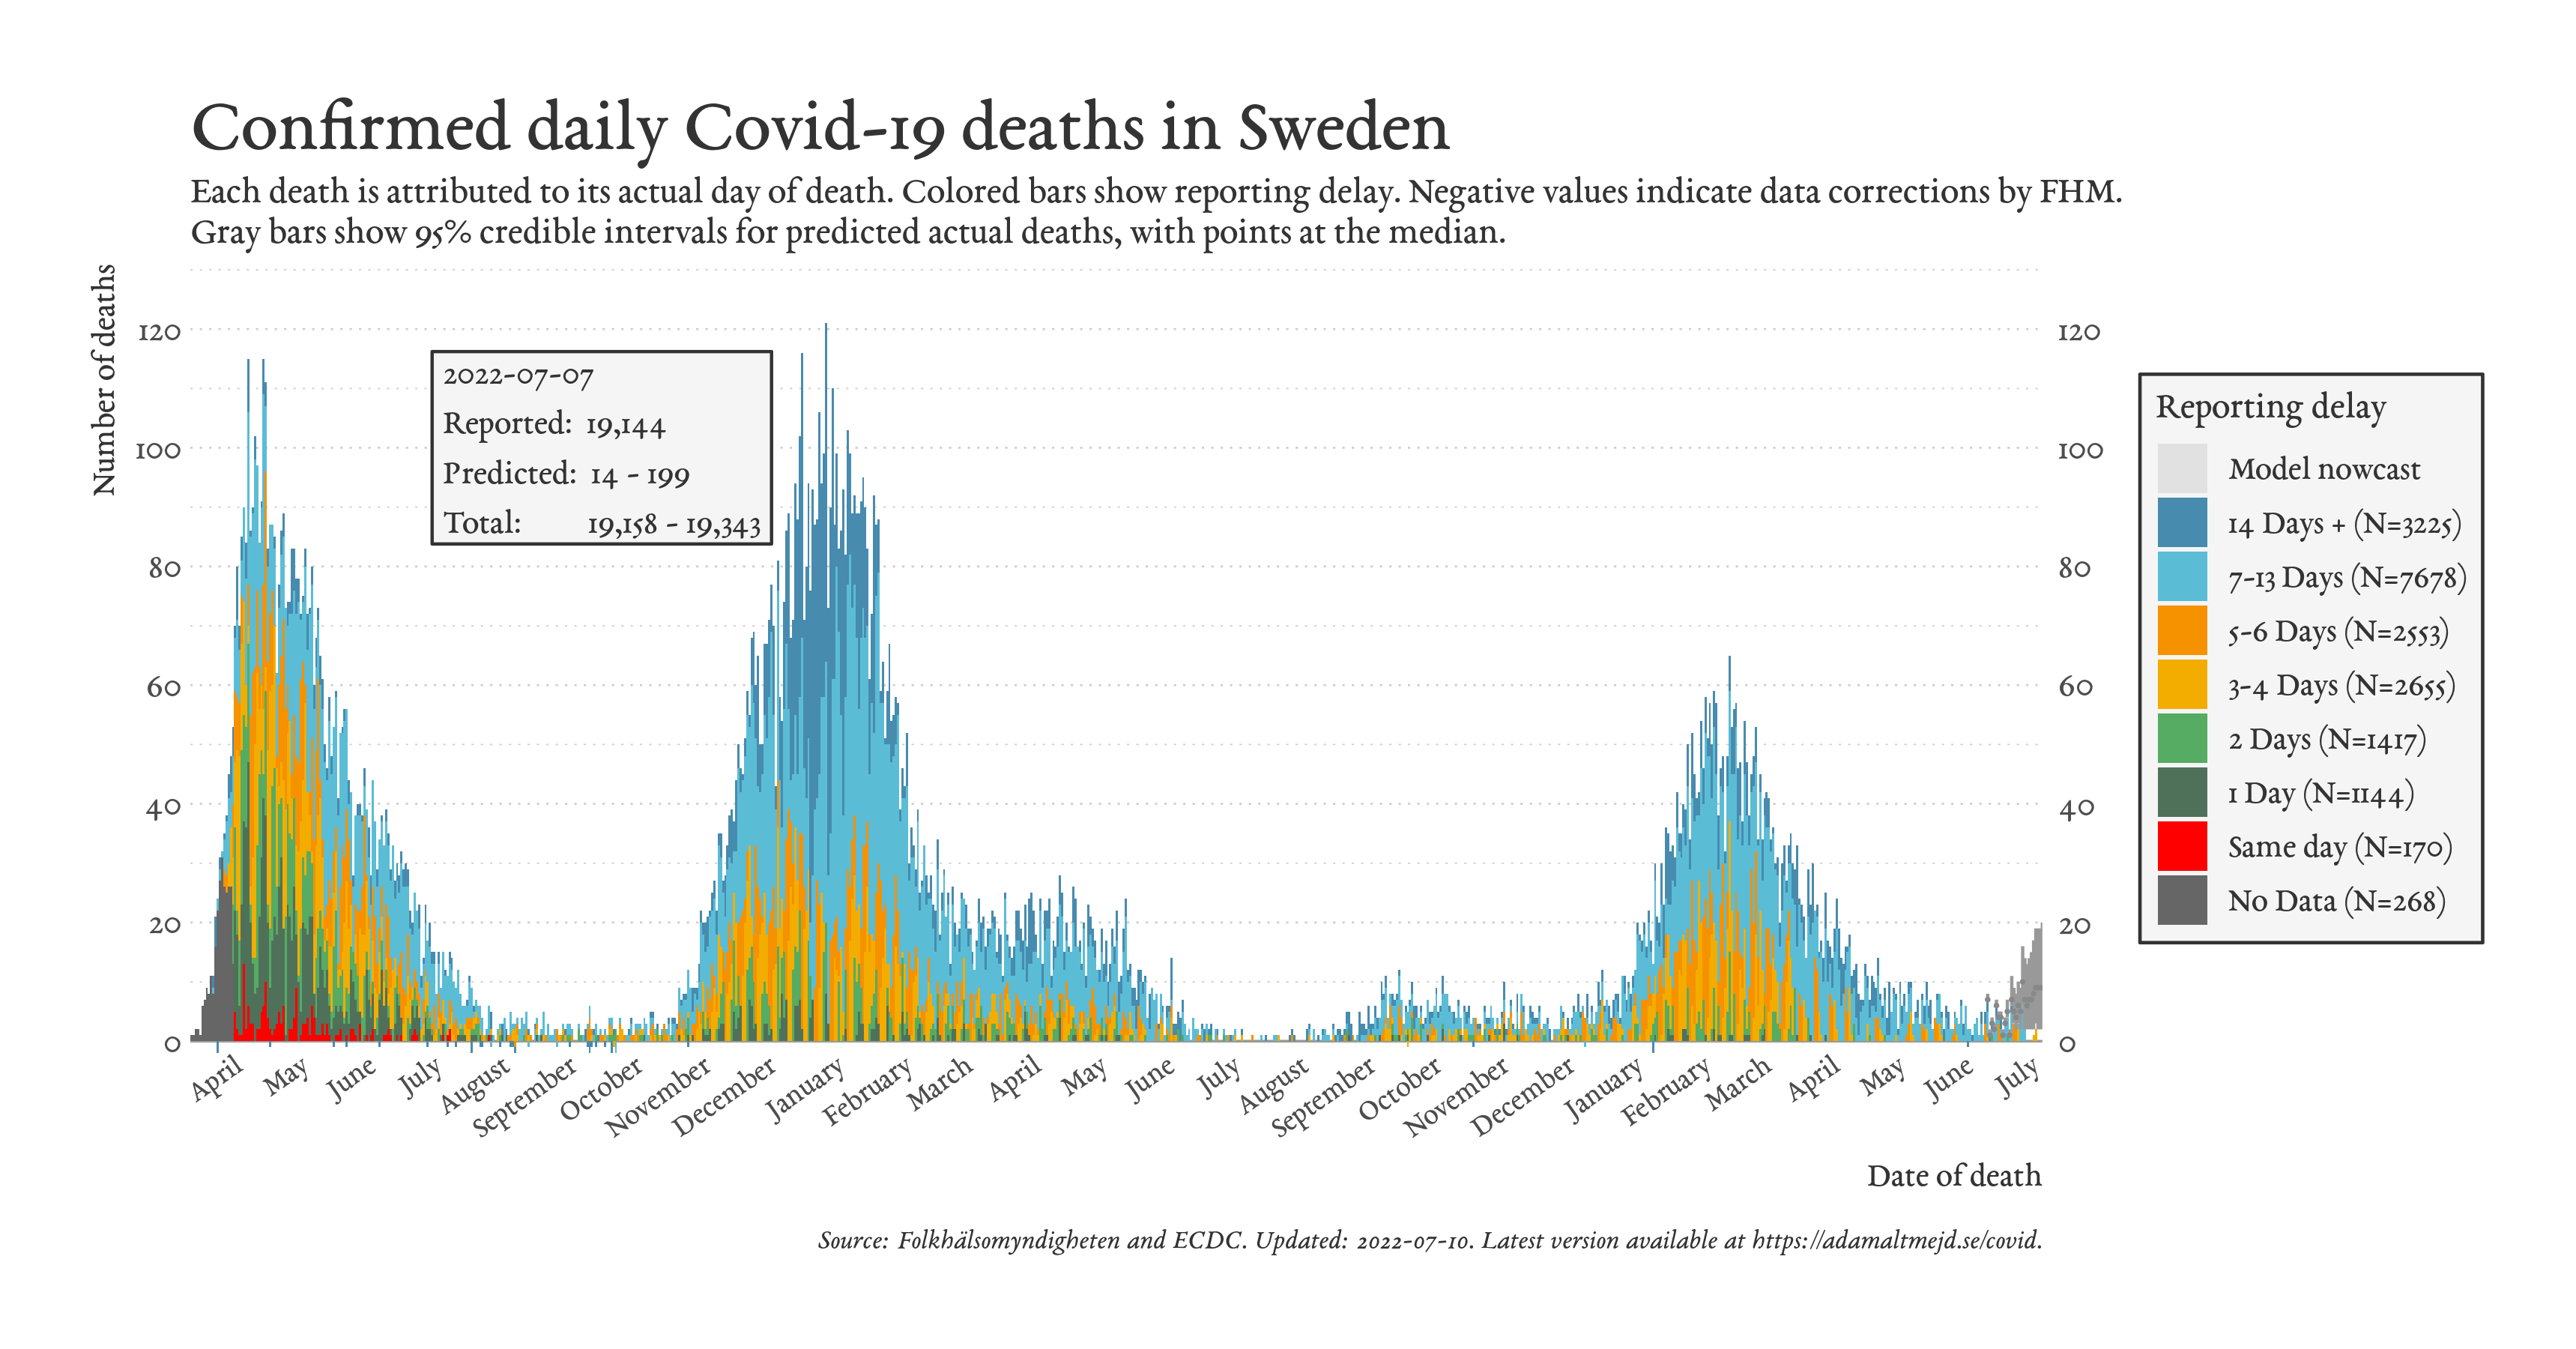 Confirmed daily Covid-19 deaths in Sweden
Each death is attributed to its actual day of death. Colored bars show reporting delay. Negative values indicate data corrections by FHM.
Gray bars show 95% credible intervals for predicted actual deaths, with points at the median.
Number of deaths
120
100
80
60
40
20
0
2022-07-07
Reported: 19,144
Predicted: 14 - 199
Total: 19,158 - 19,343
120
100
80
60
40
20
0
Reporting delay
Model nowcast
14 Days + (N=3225)
7-13 Days (N=7678)
5-6 Days (N=2553)
3-4 Days (N=2655)
2 Days (N=1417)
1 Day (N=1144)
Same day (N=170)
No Data (N=268)
April May June July August September October November December January February March April May June July August September October November December January February March April May June July
Date of death
Source: Folkhälsomyndigheten and ECDC. Updated: 2022-07-10. Latest version available at https://adamaltmejd.se/covid.